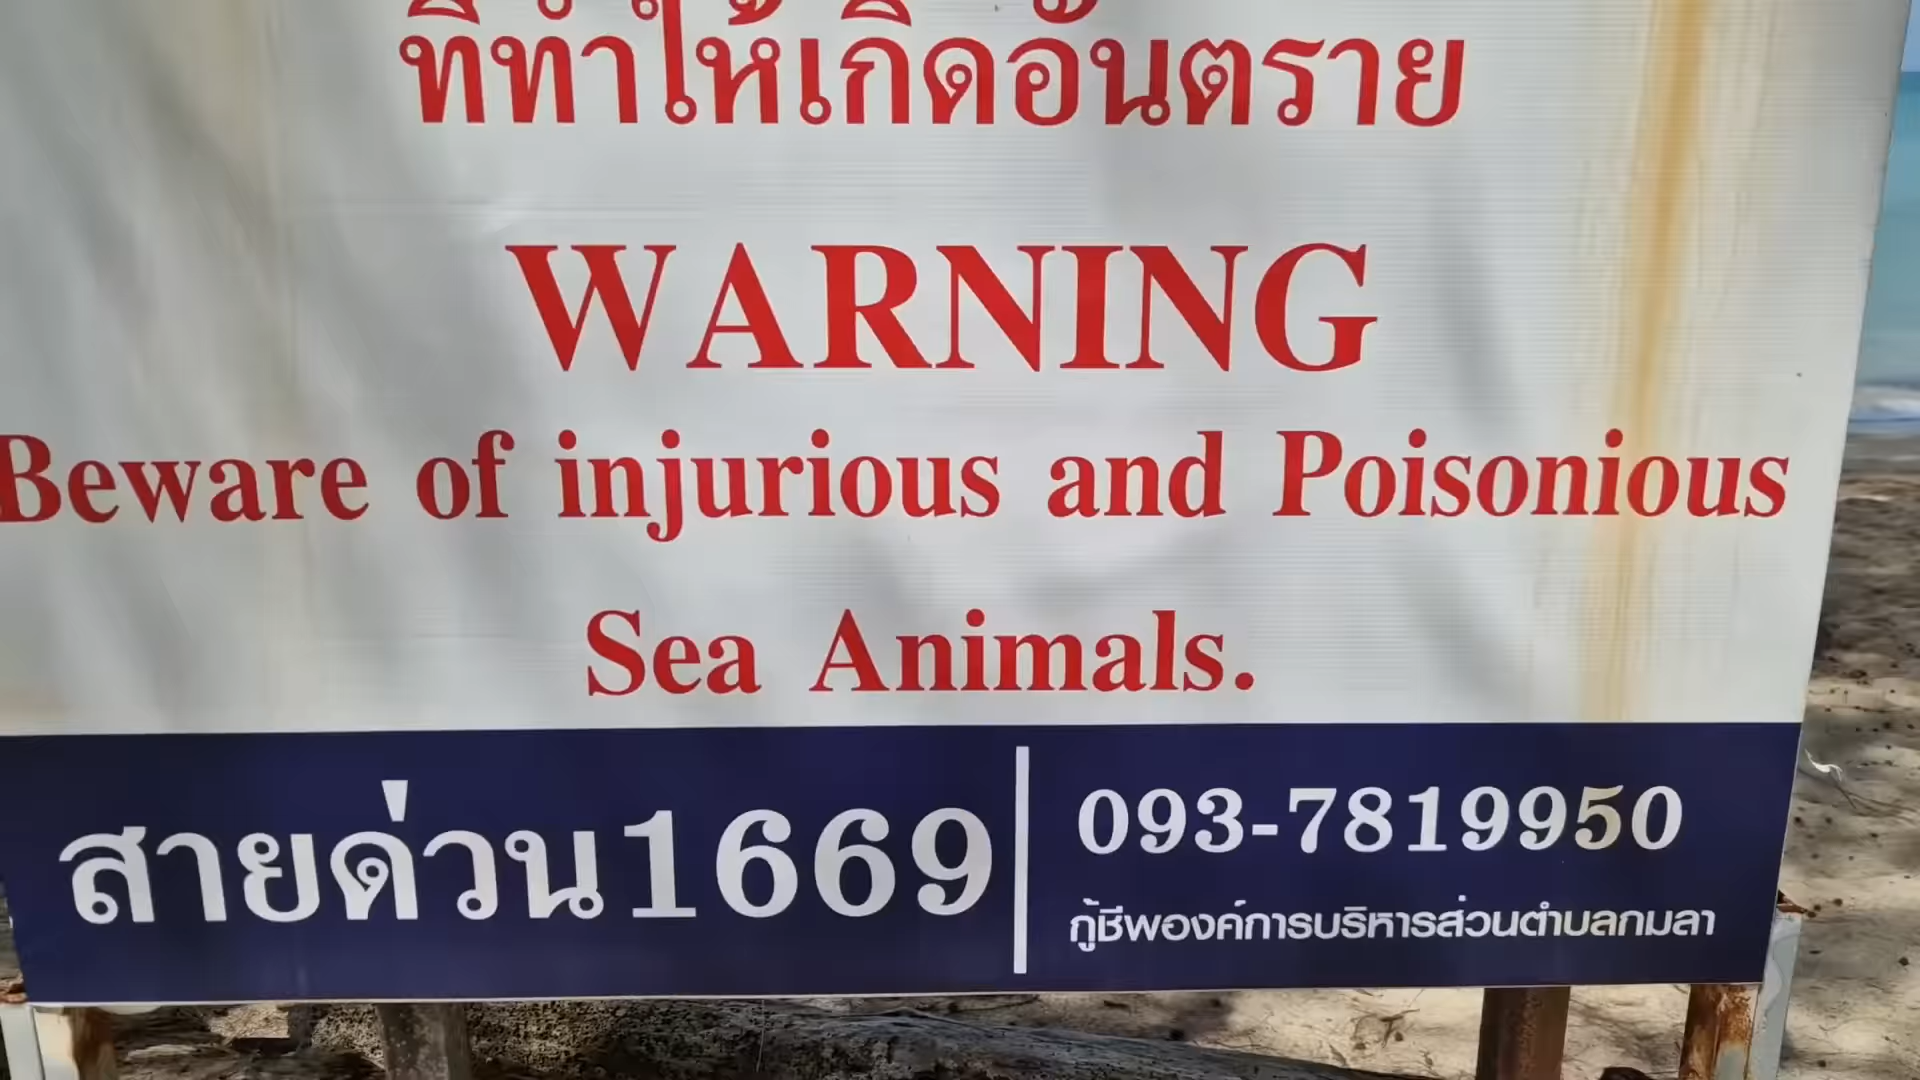 ที่ทำให้เกิดอันตราย
WARNING
Beware of injurious and Poisonious
Sea Animals.
สายด่วน1669
093-7819950
กู้ชีพองค์การบริหารส่วนตำบลกมลา